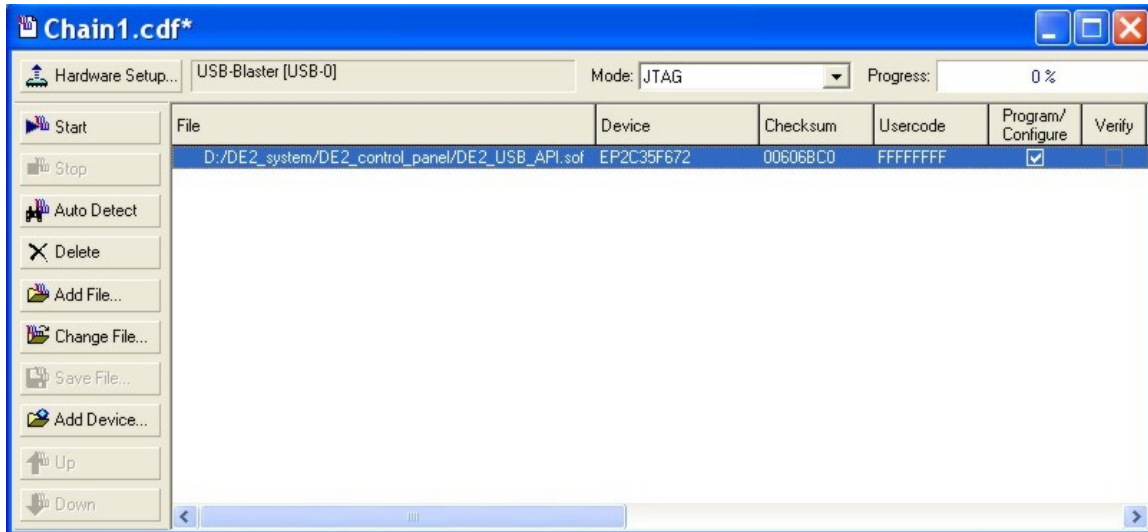 Chain1.cdf*
Hardware Setup... USB-Blaster [USB-0] Mode: JTAG Progress: 0 %
Start
Stop
Auto Detect
Delete
Add File...
Change File...
Save File...
Add Device...
Up
Down
File Device Checksum Usercode Program/ Verify
Configure
D:/DE2_system/DE2_control_panel/DE2_USB_API.sof EP2C35F672 00606BC0 FFFFFFFF